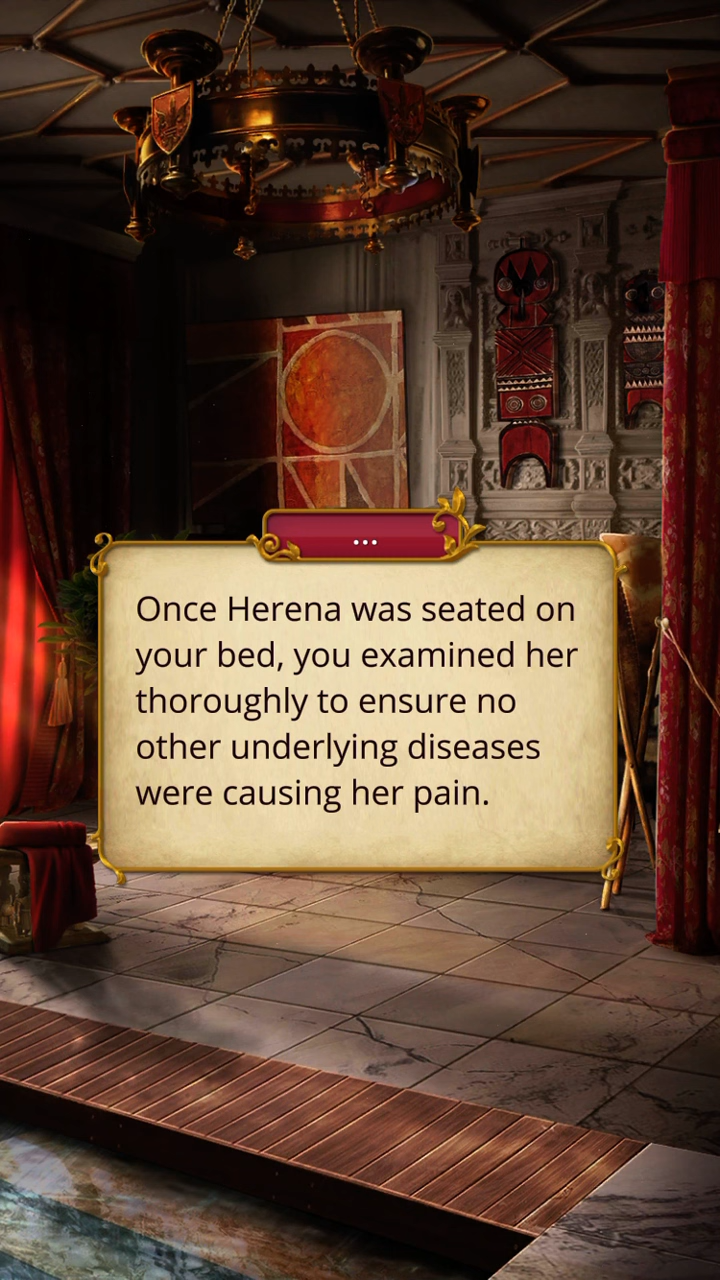 ...
Once Herena was seated on
your bed, you examined her
thoroughly to ensure no
other underlying diseases
were causing her pain.